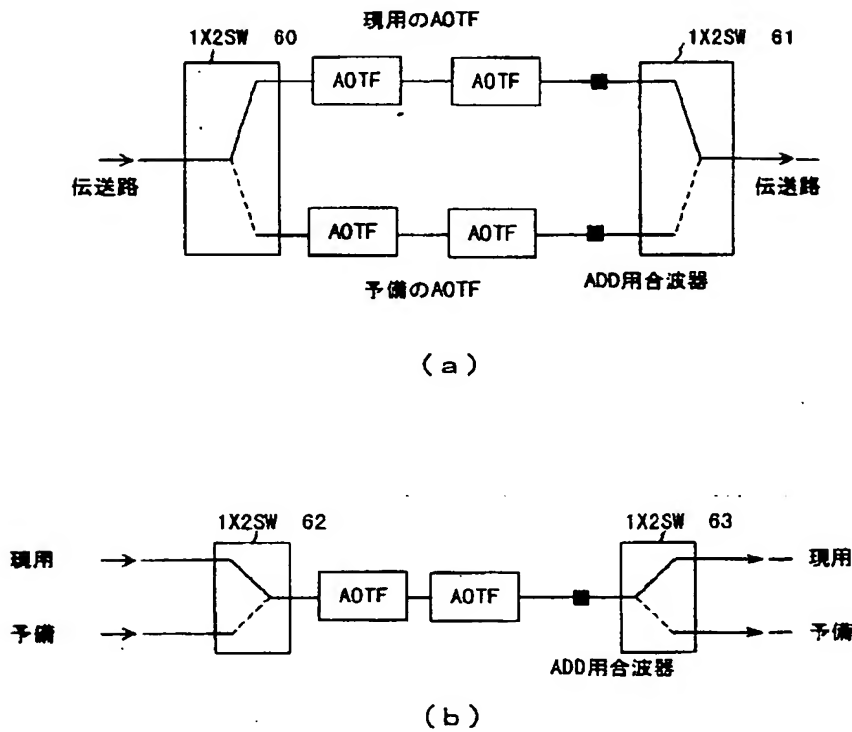 現用のAOTF
1X2SW 60
1X2SW 61
AOTF
AOTF
伝送路
伝送路
AOTF
AOTF
予備のAOTF
ADD用合波器
(a)
1X2SW 62
1X2SW 63
現用
現用
AOTF
AOTF
予備
予備
ADD用合波器
(b)